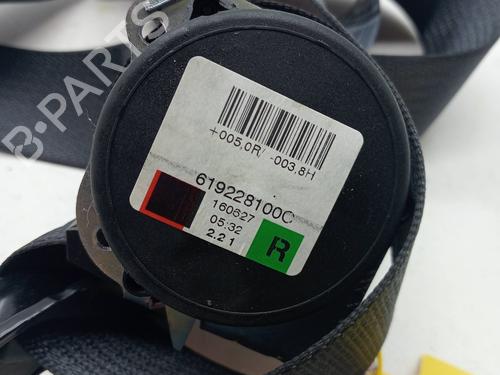 B-PARTS
+005,0R -003,8H
619228100C
160627
05:32
2.2 1
R